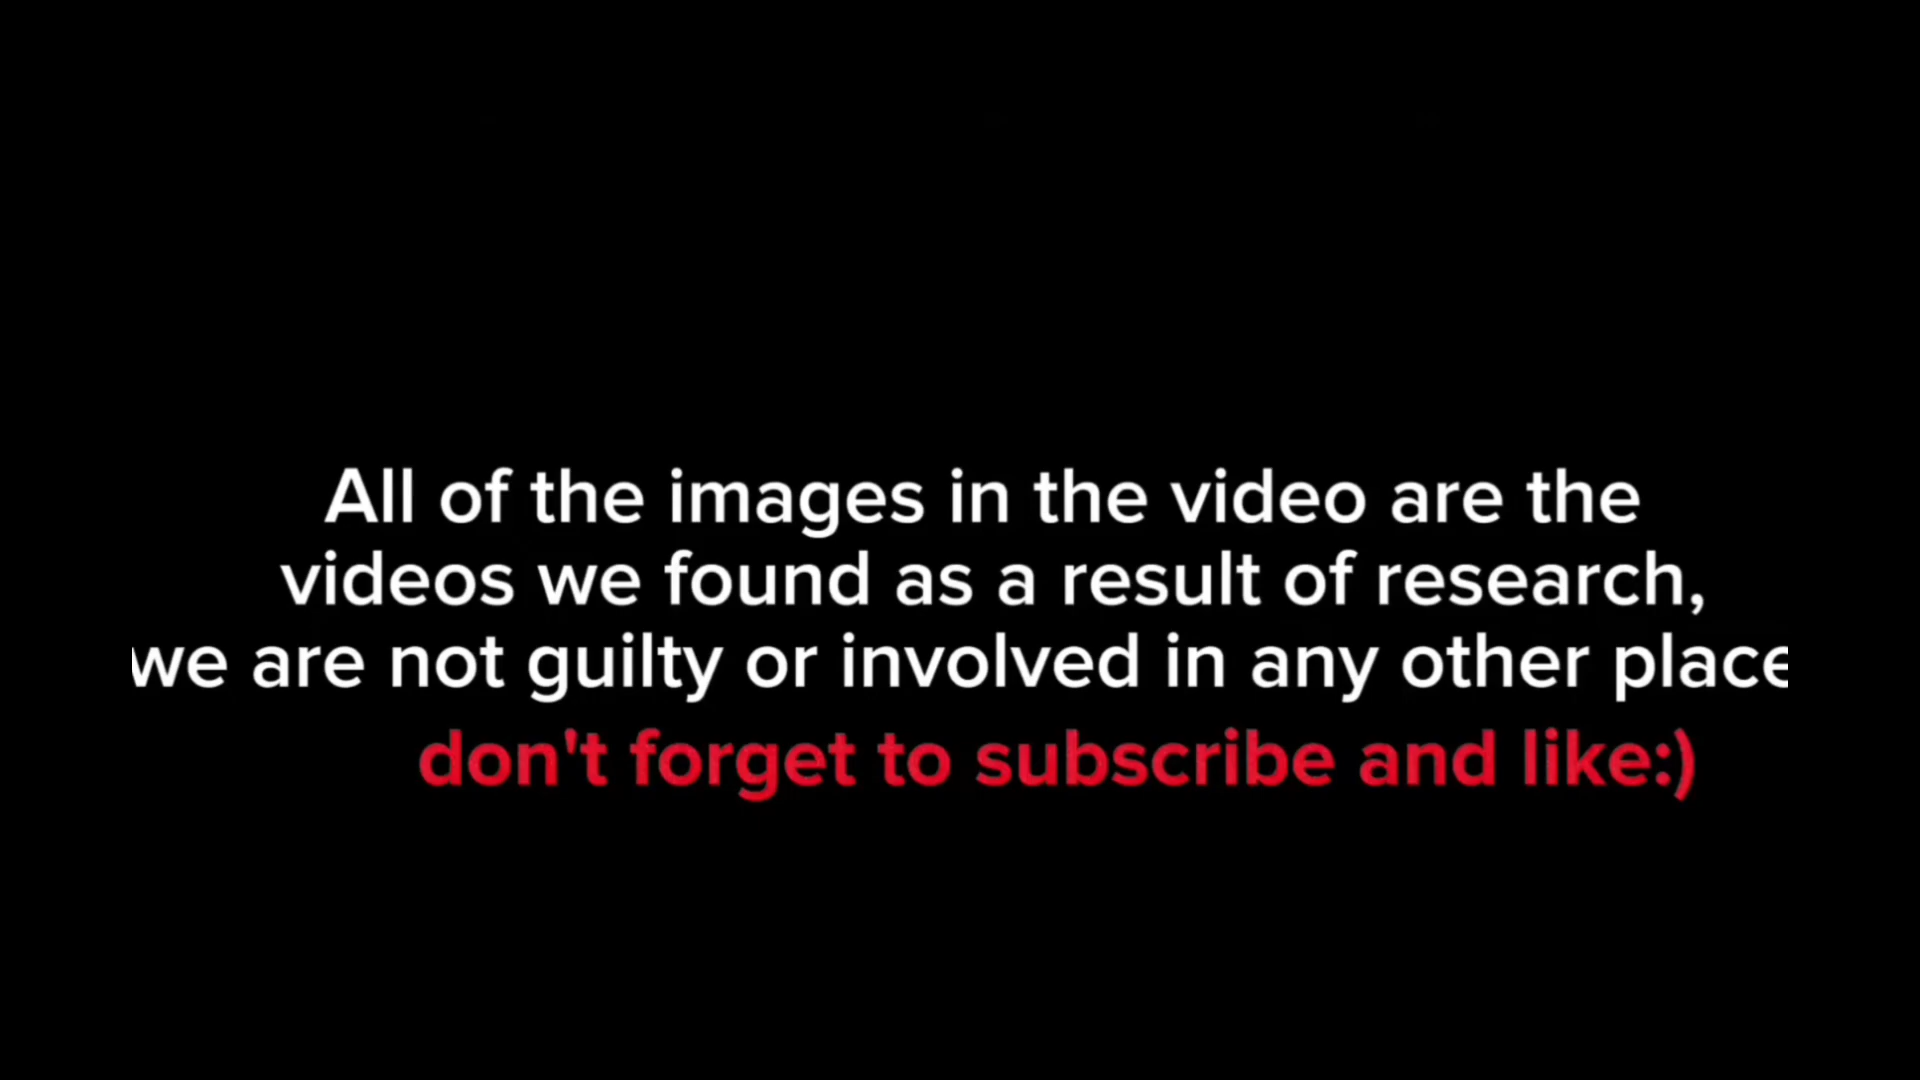 All of the images in the video are the
videos we found as a result of research,
we are not guilty or involved in any other place
don't forget to subscribe and like:)